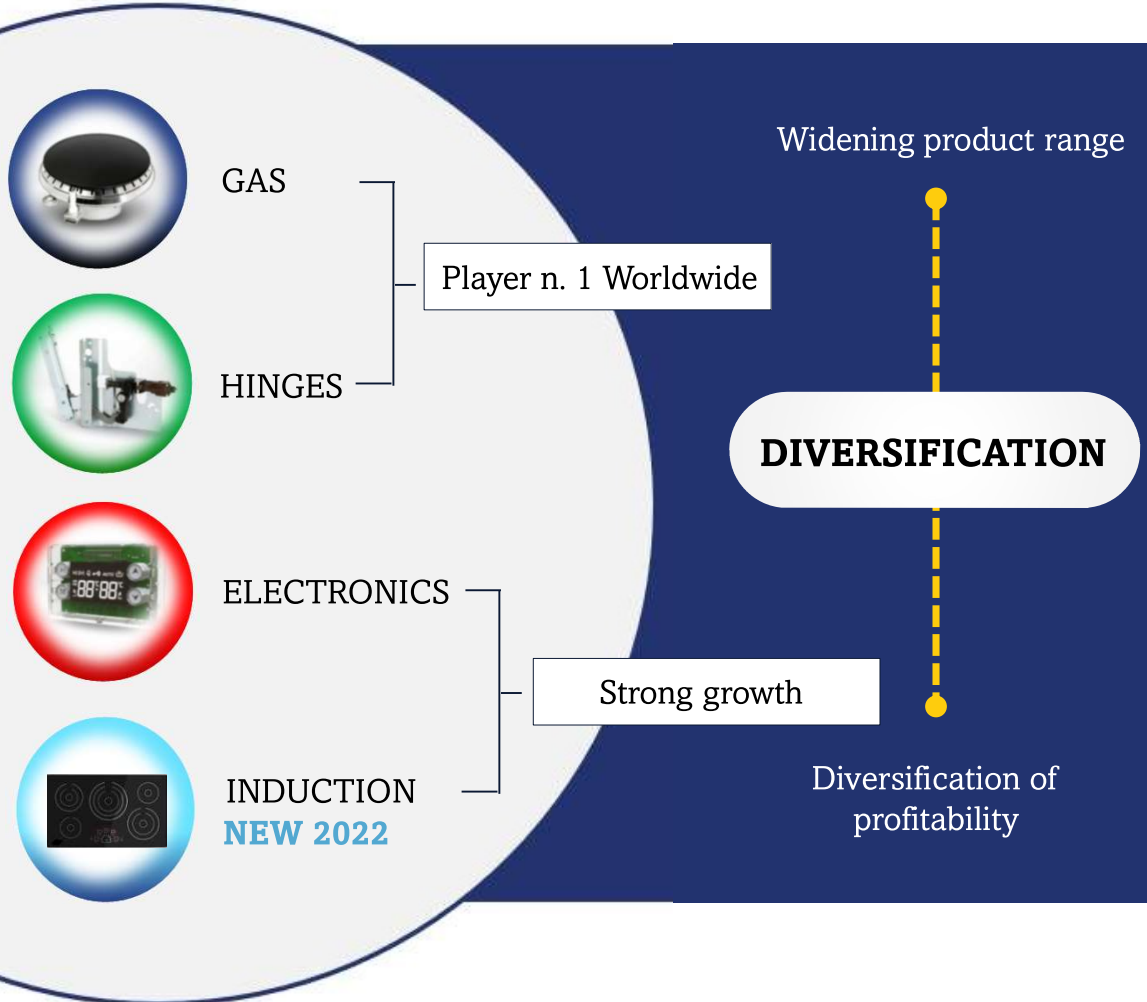 GAS
Player n. 1 Worldwide
HINGES
ELECTRONICS
Strong growth
INDUCTION
NEW 2022
Widening product range
DIVERSIFICATION
Diversification of
profitability